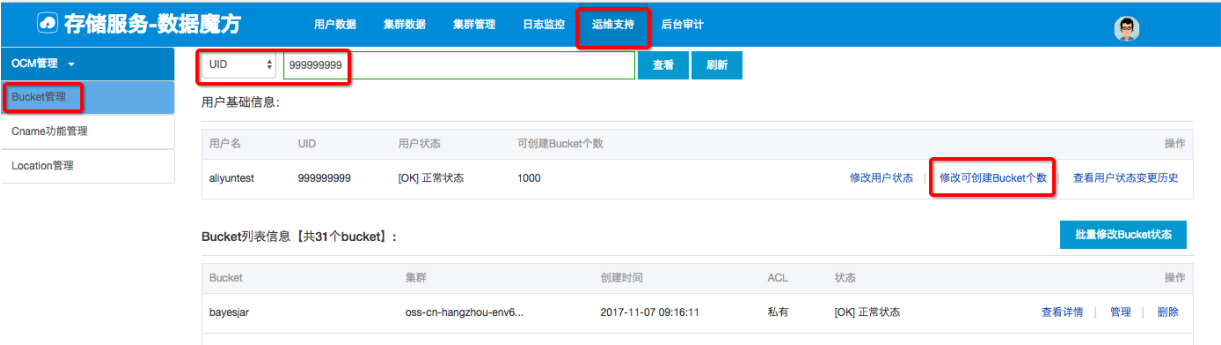 存储服务-数据魔方 用户数据 集群数据 集群管理 日志监控 运维支持 后台审计
OCM管理
Bucket管理
Cname功能管理
Location管理
UID 999999999 查看 刷新
用户基础信息:
用户名 UID 用户状态 可创建Bucket个数 操作
aliyuntest 999999999 [OK] 正常状态 1000 修改用户状态 | 修改可创建Bucket个数 | 查看用户状态变更历史
Bucket列表信息【共31个bucket】: 批量修改Bucket状态
Bucket 集群 创建时间 ACL 状态 操作
bayesjar oss-cn-hangzhou-env6... 2017-11-07 09:16:11 私有 [OK] 正常状态 查看详情 | 管理 | 删除